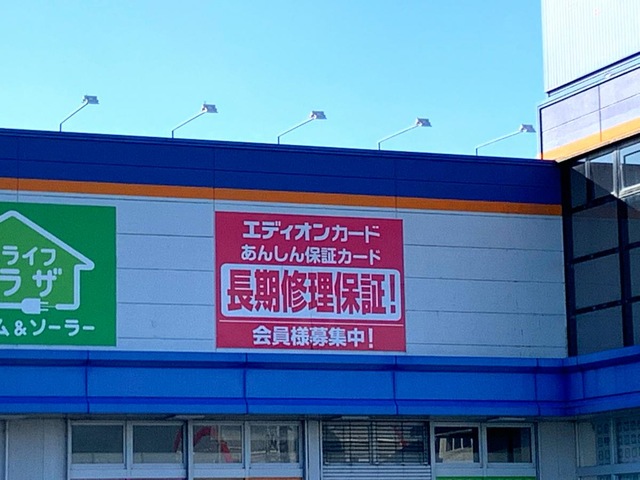 ライフ
ラザ
ム&ソーラー
エディオンカード
あんしん保証カード
長期修理保証!
会員様募集中!